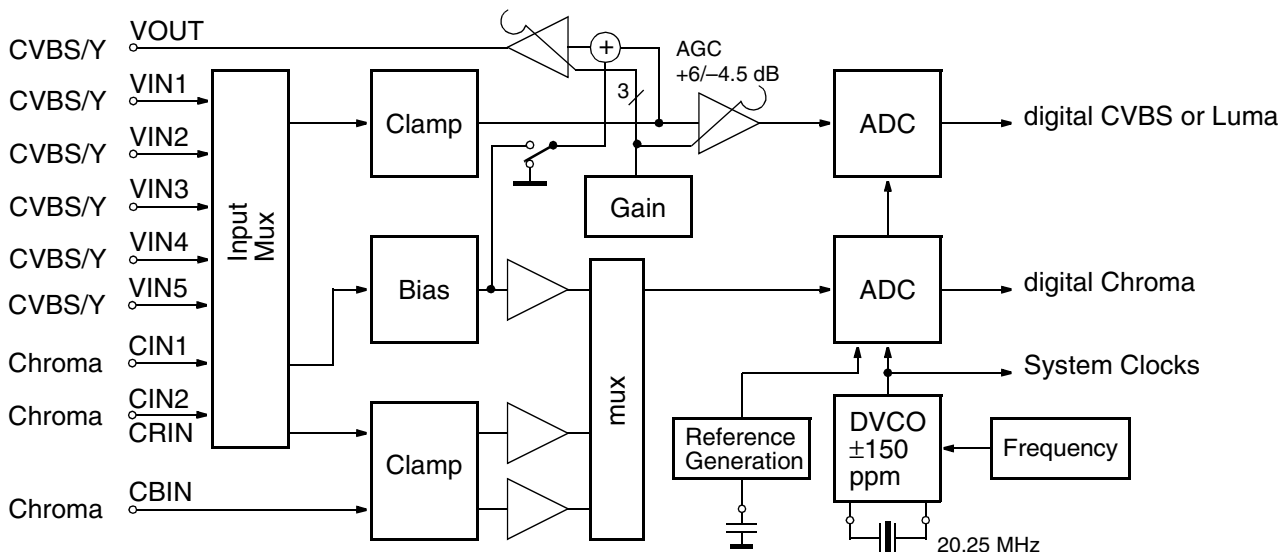 CVBS/Y VOUT
AGC
+6/–4.5 dB
3
CVBS/Y VIN1
CVBS/Y VIN2
CVBS/Y VIN3
CVBS/Y VIN4
CVBS/Y VIN5
Chroma CIN1
Chroma CIN2
CRIN
Chroma CBIN
Input
Mux
Clamp
Gain
ADC
digital CVBS or Luma
Bias
mux
ADC
digital Chroma
System Clocks
Clamp
Reference
Generation
DVCO
±150
ppm
Frequency
20.25 MHz
+